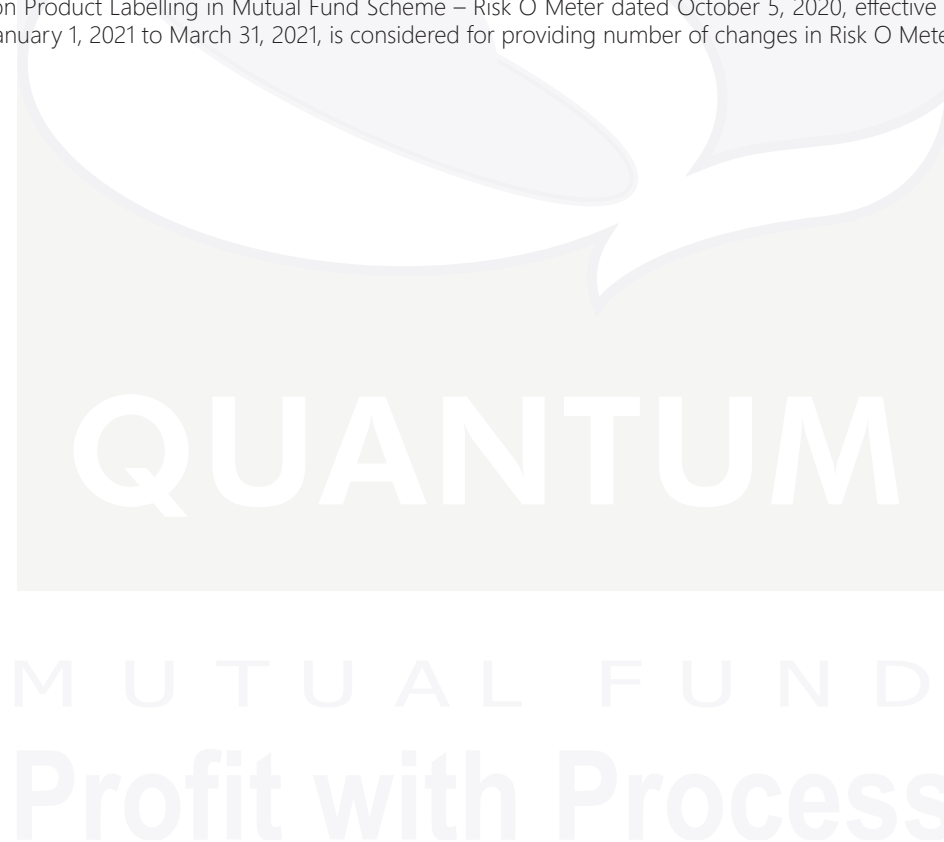 on Product Labelling in Mutual Fund Scheme – Risk O Meter dated October 5, 2020, effective
anuary 1, 2021 to March 31, 2021, is considered for providing number of changes in Risk O Mete
QUANTUM
MUTUAL FUND
Profit with Process